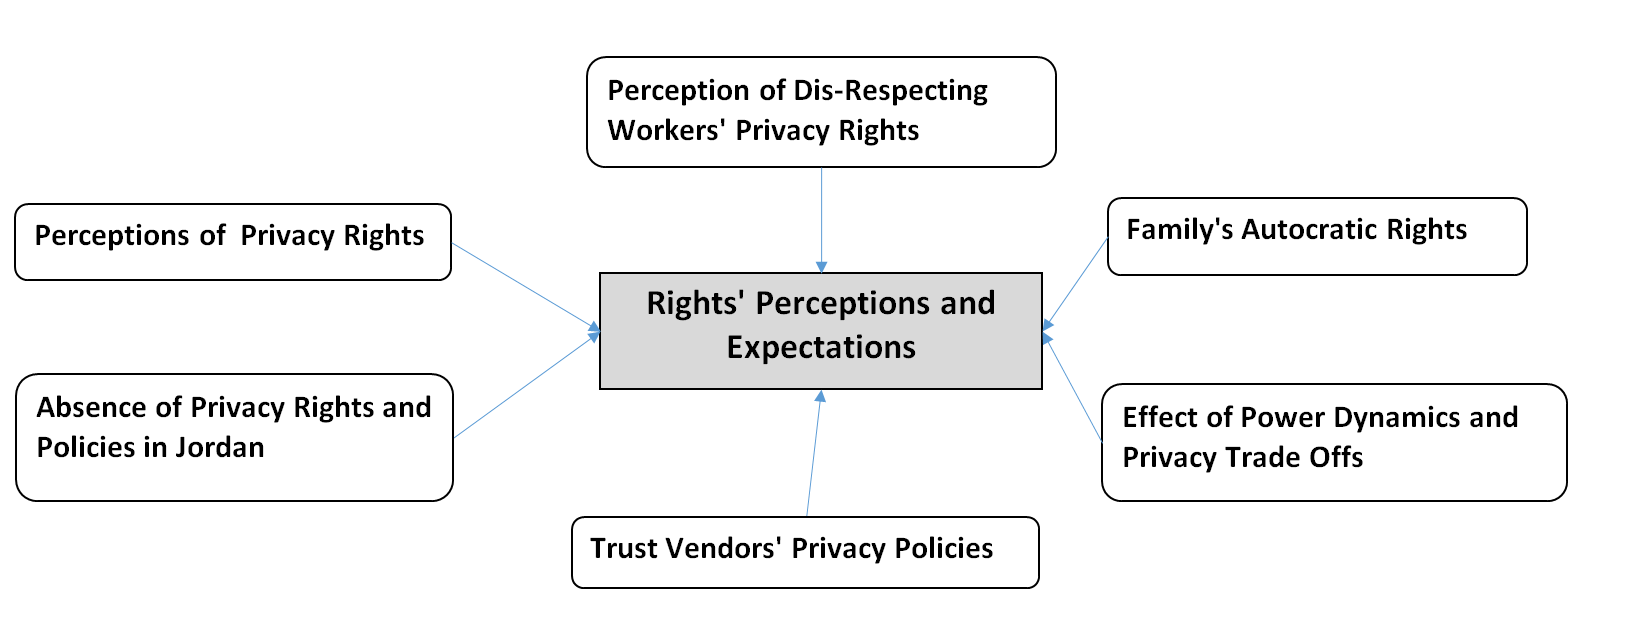 Perception of Dis-Respecting
Workers' Privacy Rights
Perceptions of  Privacy Rights
Family's Autocratic Rights
Rights' Perceptions and
Expectations
Absence of Privacy Rights and
Policies in Jordan
Effect of Power Dynamics and
Privacy Trade Offs
Trust Vendors' Privacy Policies